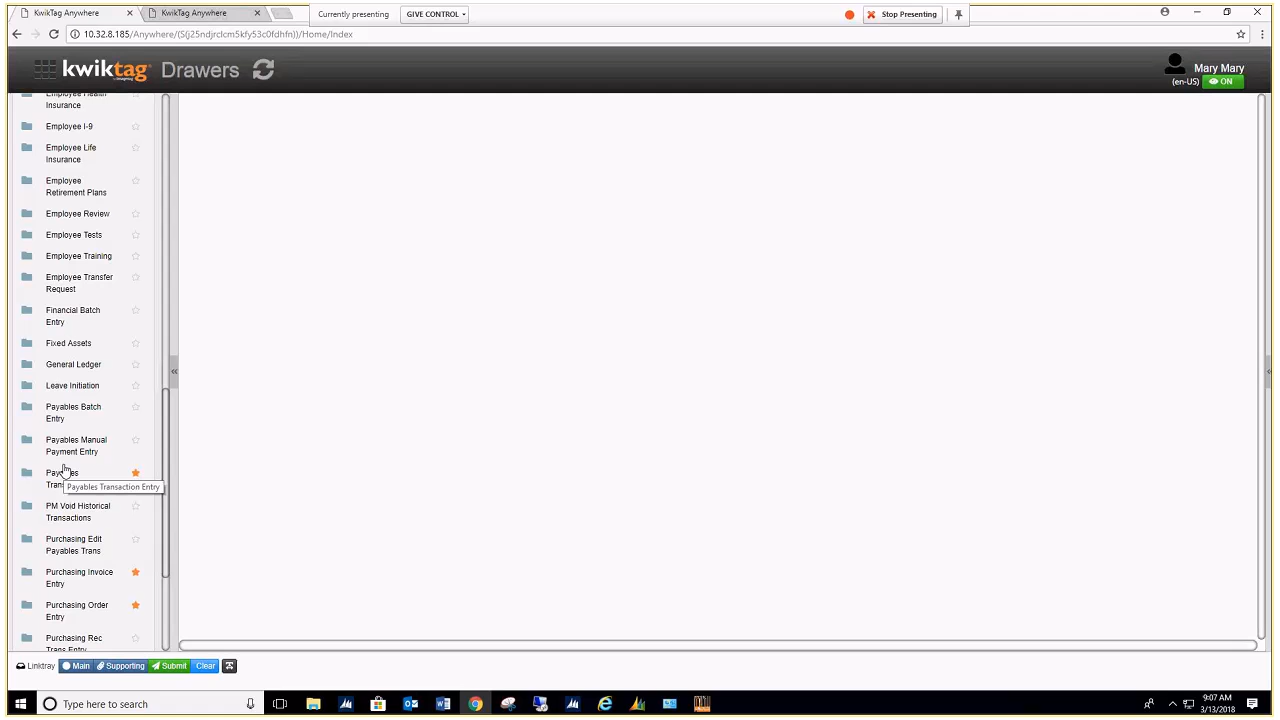 KwikTag Anywhere
KwikTag Anywhere
Currently presenting
GIVE CONTROL
Stop Presenting
10.32.8.185/Anywhere/(S(j25ndjrclcm5kfy53c0fdhfn))/Home/Index
kwiktag
Drawers
Mary Mary
(en-US)
ON
Employee Health
Insurance
Employee I-9
Employee Life
Insurance
Employee
Retirement Plans
Employee Review
Employee Tests
Employee Training
Employee Transfer
Request
Financial Batch
Entry
Fixed Assets
General Ledger
Leave Initiation
Payables Batch
Entry
Payables Manual
Payment Entry
Payables Transaction Entry
PM Void Historical
Transactions
Purchasing Edit
Payables Trans
Purchasing Invoice
Entry
Purchasing Order
Entry
Purchasing Rec
Trans Entry
Linktray
Main
Supporting
Submit
Clear
Type here to search
9:07 AM
3/13/2018